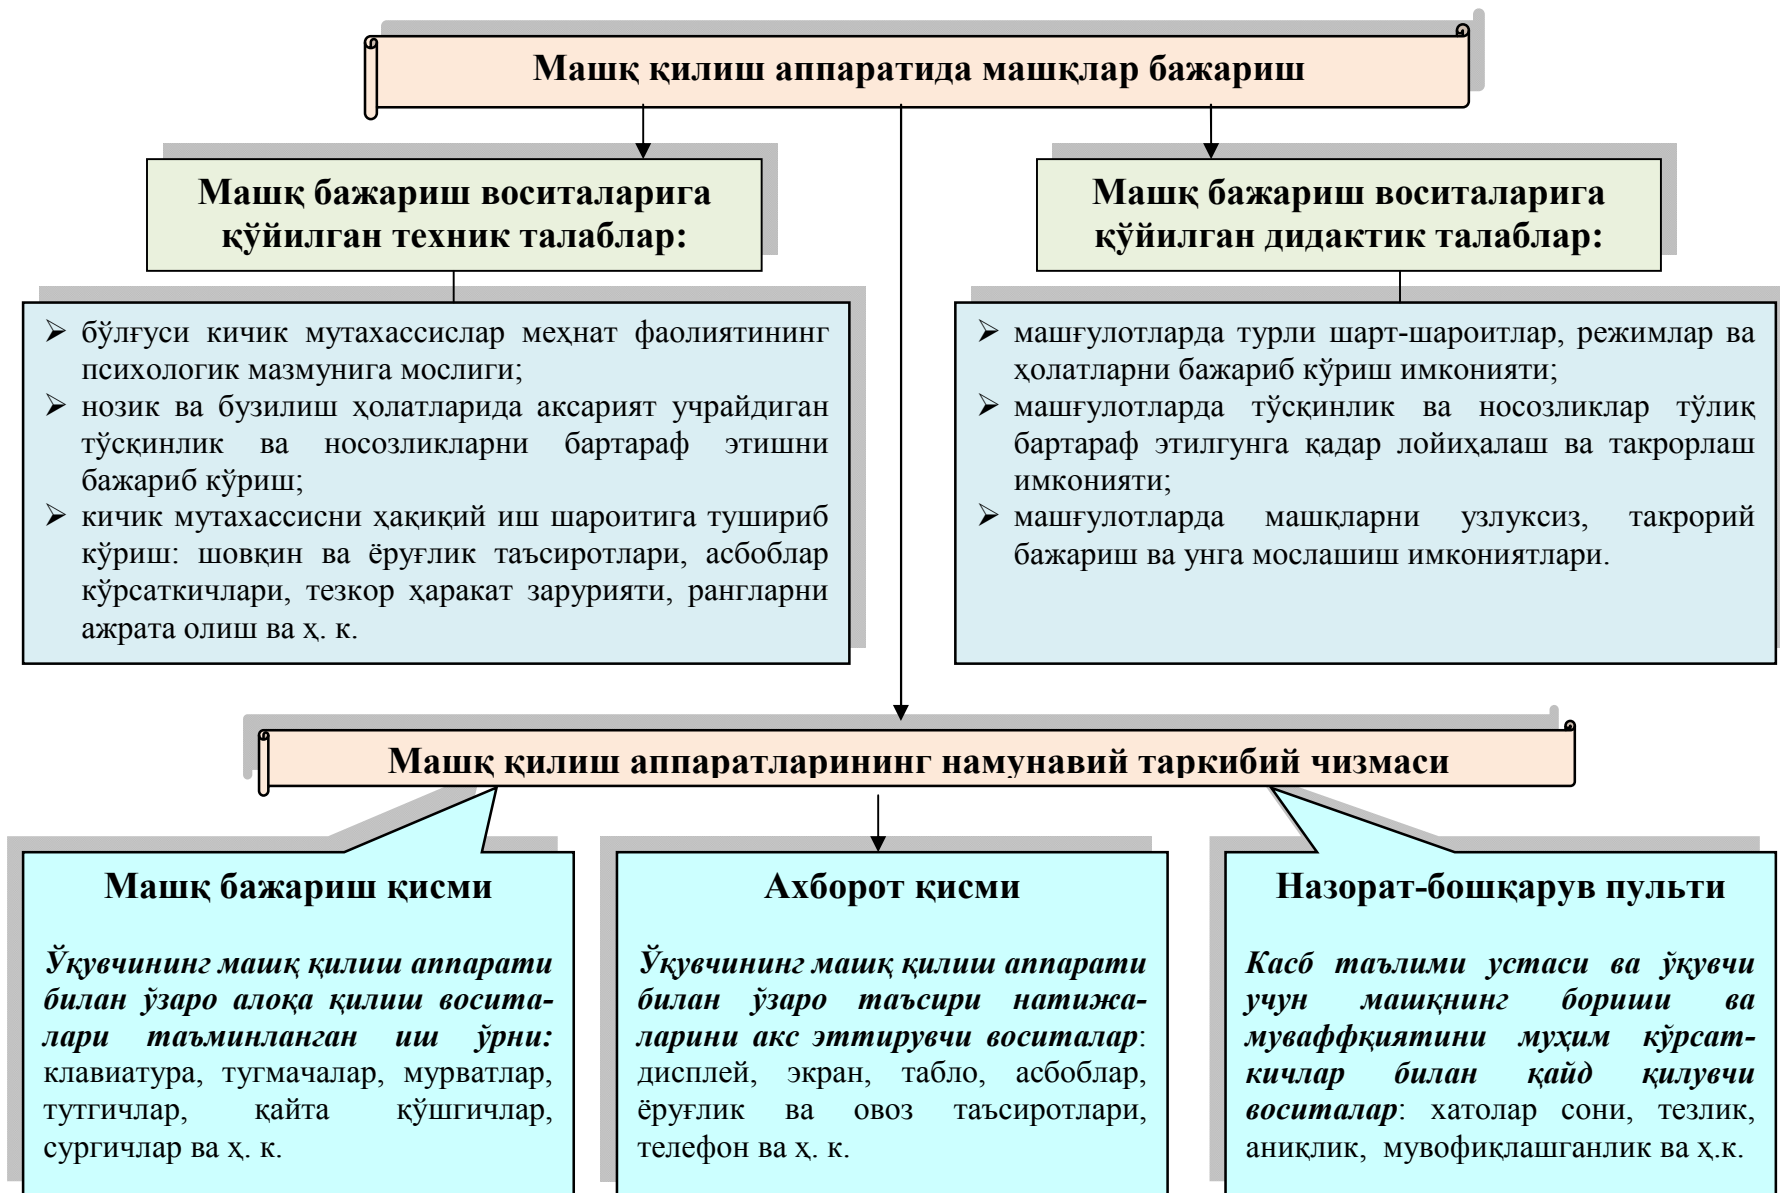 Машқ қилиш аппаратида машқлар бажариш
Машқ бажариш воситаларига
қўйилган техник талаблар:
➢ бўлғуси кичик мутахассислар меҳнат фаолиятининг
психологик мазмунига мослиги;
➢ нозик ва бузилиш ҳолатларида аксарият учрайдиган
тўсқинлик ва носозликларни бартараф этишни
бажариб кўриш;
➢ кичик мутахассисни ҳақиқий иш шароитига тушириб
кўриш: шовқин ва ёруғлик таъсиротлари, асбоблар
кўрсаткичлари, тезкор ҳаракат зарурияти, рангларни
ажрата олиш ва ҳ. к.
Машқ бажариш воситаларига
қўйилган дидактик талаблар:
➢ машғулотларда турли шарт-шароитлар, режимлар ва
ҳолатларни бажариб кўриш имконияти;
➢ машғулотларда тўсқинлик ва носозликлар тўлиқ
бартараф этилгунга қадар лойиҳалаш ва такрорлаш
имконияти;
➢ машғулотларда машқларни узлуксиз, такрорий
бажариш ва унга мослашиш имкониятлари.
Машқ қилиш аппаратларининг намунавий таркибий чизмаси
Машқ бажариш қисми
Ўқувчининг машқ қилиш аппарати
билан ўзаро алоқа қилиш восита-
лари таъминланган иш ўрни:
клавиатура, тугмачалар, мурватлар,
тутгичлар, қайта қўшгичлар,
сургичлар ва ҳ. к.
Ахборот қисми
Ўқувчининг машқ қилиш аппарати
билан ўзаро таъсири натижа-
ларини акс эттирувчи воситалар:
дисплей, экран, табло, асбоблар,
ёруғлик ва овоз таъсиротлари,
телефон ва ҳ. к.
Назорат-бошқарув пульти
Касб таълими устаси ва ўқувчи
учун машқнинг бориши ва
муваффқиятини муҳим кўрсат-
кичлар билан қайд қилувчи
воситалар: хатолар сони, тезлик,
аниқлик, мувофиқлашганлик ва ҳ.к.